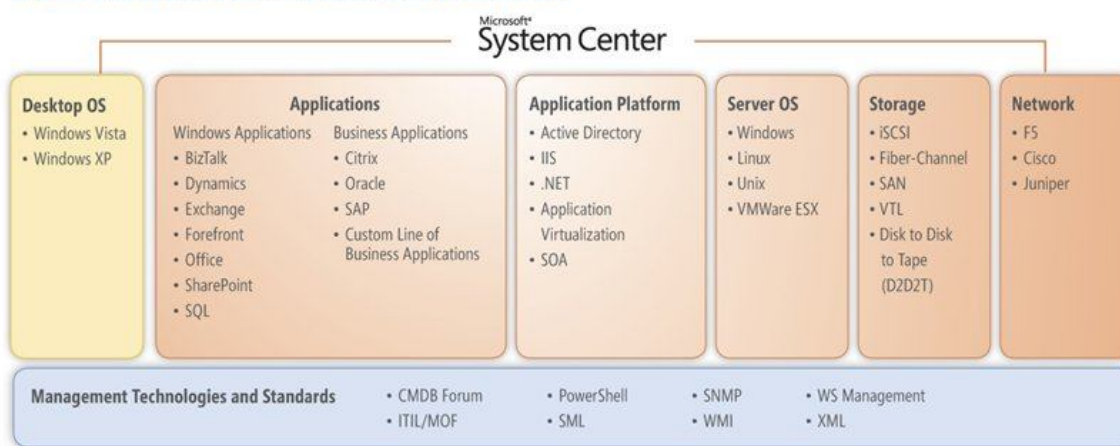 Microsoft®
System Center
Desktop OS
• Windows Vista
• Windows XP
Applications
Windows Applications
• BizTalk
• Dynamics
• Exchange
• Forefront
• Office
• SharePoint
• SQL
Business Applications
• Citrix
• Oracle
• SAP
• Custom Line of
Business Applications
Application Platform
• Active Directory
• IIS
• .NET
• Application
Virtualization
• SOA
Server OS
• Windows
• Linux
• Unix
• VMWare ESX
Storage
• iSCSI
• Fiber-Channel
• SAN
• VTL
• Disk to Disk
to Tape
(D2D2T)
Network
• F5
• Cisco
• Juniper
Management Technologies and Standards
• CMDB Forum
• ITIL/MOF
• PowerShell
• SML
• SNMP
• WMI
• WS Management
• XML